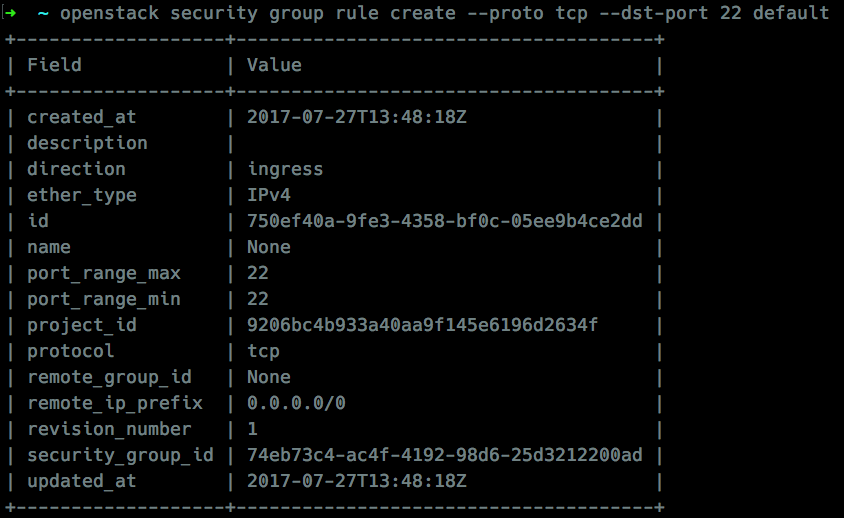 ➜  ~ openstack security group rule create --proto tcp --dst-port 22 default
+-------------------+--------------------------------------+
| Field             | Value                                |
+-------------------+--------------------------------------+
| created_at        | 2017-07-27T13:48:18Z                 |
| description       |                                      |
| direction         | ingress                              |
| ether_type        | IPv4                                 |
| id                | 750ef40a-9fe3-4358-bf0c-05ee9b4ce2dd |
| name              | None                                 |
| port_range_max    | 22                                   |
| port_range_min    | 22                                   |
| project_id        | 9206bc4b933a40aa9f145e6196d2634f     |
| protocol          | tcp                                  |
| remote_group_id   | None                                 |
| remote_ip_prefix  | 0.0.0.0/0                            |
| revision_number   | 1                                    |
| security_group_id | 74eb73c4-ac4f-4192-98d6-25d3212200ad |
| updated_at        | 2017-07-27T13:48:18Z                 |
+-------------------+--------------------------------------+